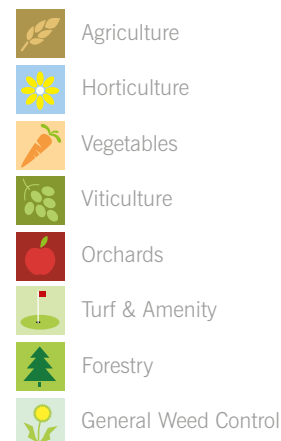 Agriculture
Horticulture
Vegetables
Viticulture
Orchards
Turf & Amenity
Forestry
General Weed Control